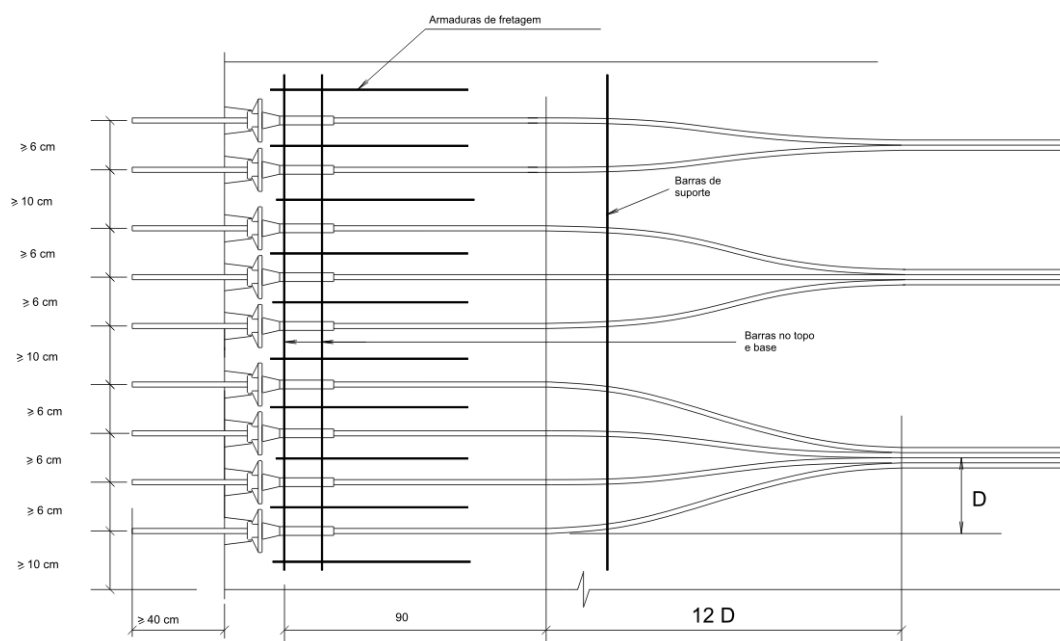 Armaduras de fretagem
⩾ 6 cm
⩾ 10 cm
⩾ 6 cm
⩾ 6 cm
⩾ 10 cm
⩾ 6 cm
⩾ 6 cm
⩾ 6 cm
⩾ 10 cm
Barras de
suporte
Barras no topo
e base
D
⩾ 40 cm
90
12 D